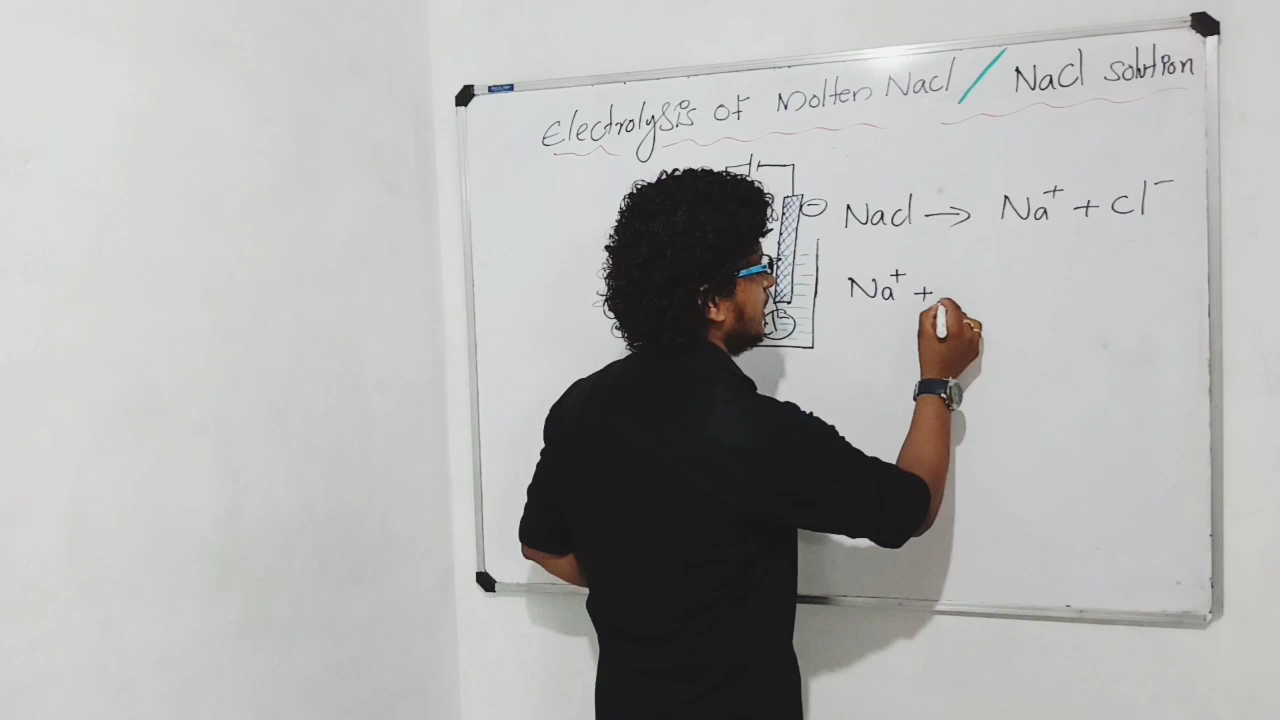 Electrolysis of Molten Nacl / Nacl solution
Nacl → Na⁺ + cl⁻
Na⁺ +